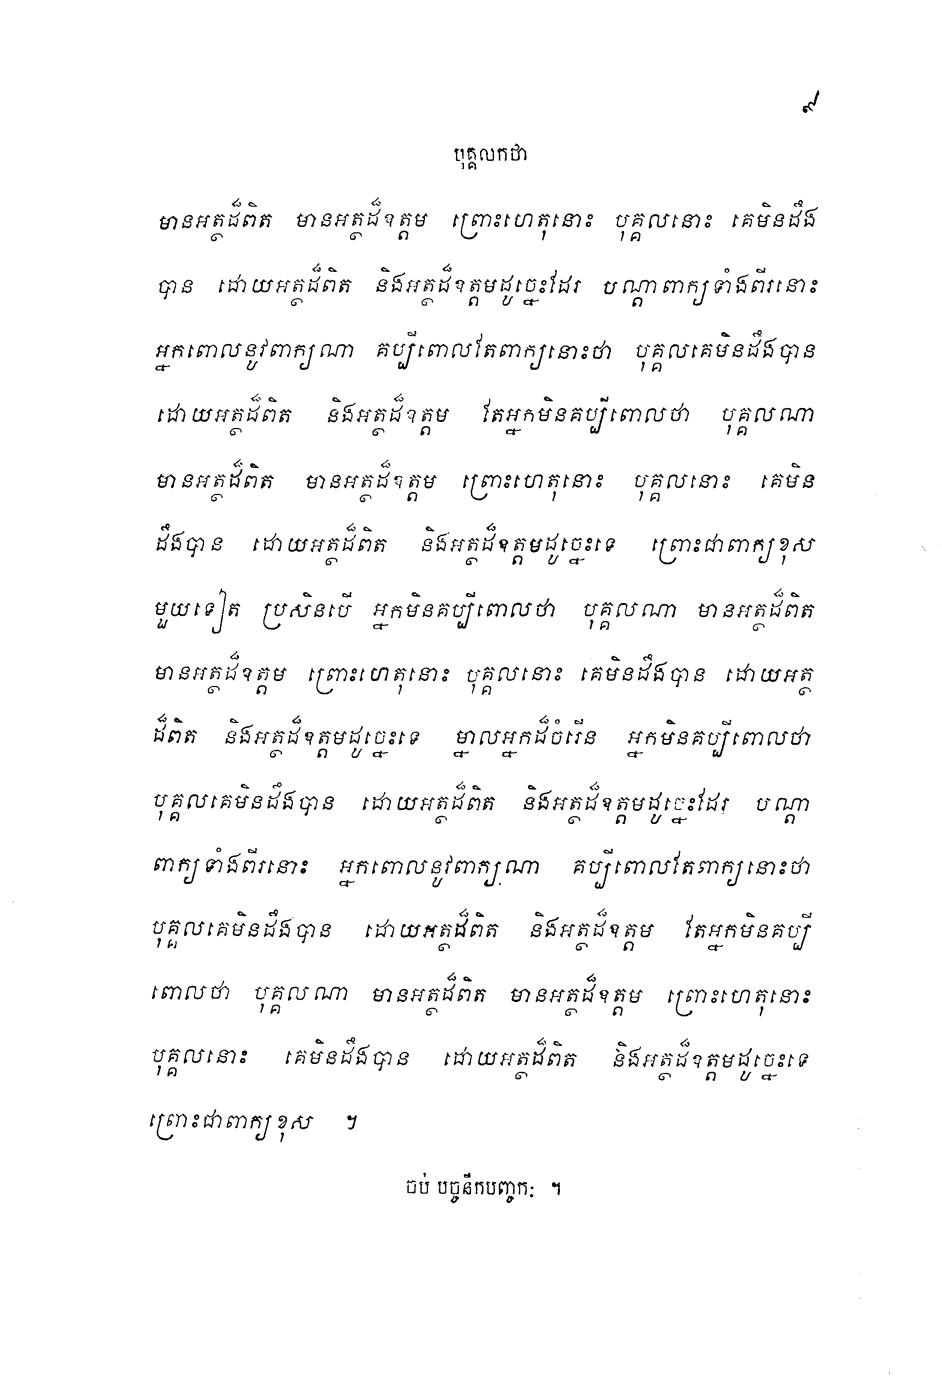 ៩
បុគ្គលកថា
មានអត្ថដ៏ពិត មានអត្ថដ៏ឧត្តម ព្រោះហេតុនោះ បុគ្គលនោះ គេមិនដឹង
បាន ដោយអត្ថដ៏ពិត និងអត្ថដ៏ឧត្តមដូច្នេះដែរ បណ្តាពាក្យទាំងពីរនោះ
អ្នកពោលនូវពាក្យណា គប្បីពោលតែពាក្យនោះថា បុគ្គលគេមិនដឹងបាន
ដោយអត្ថដ៏ពិត និងអត្ថដ៏ឧត្តម តែអ្នកមិនគប្បីពោលថា បុគ្គលណា
មានអត្ថដ៏ពិត មានអត្ថដ៏ឧត្តម ព្រោះហេតុនោះ បុគ្គលនោះ គេមិន
ដឹងបាន ដោយអត្ថដ៏ពិត និងអត្ថដ៏ឧត្តមដូច្នេះទេ ព្រោះជាពាក្យខុស
មួយទៀត ប្រសិនបើ អ្នកមិនគប្បីពោលថា បុគ្គលណា មានអត្ថដ៏ពិត
មានអត្ថដ៏ឧត្តម ព្រោះហេតុនោះ បុគ្គលនោះ គេមិនដឹងបាន ដោយអត្ថ
ដ៏ពិត និងអត្ថដ៏ឧត្តមដូច្នេះទេ ម្នាលអ្នកដ៏ចំរើន អ្នកមិនគប្បីពោលថា
បុគ្គលគេមិនដឹងបាន ដោយអត្ថដ៏ពិត និងអត្ថដ៏ឧត្តមដូច្នេះដែរ បណ្តា
ពាក្យទាំងពីរនោះ អ្នកពោលនូវពាក្យណា គប្បីពោលតែពាក្យនោះថា
បុគ្គលគេមិនដឹងបាន ដោយអត្ថដ៏ពិត និងអត្ថដ៏ឧត្តម តែអ្នកមិនគប្បី
ពោលថា បុគ្គលណា មានអត្ថដ៏ពិត មានអត្ថដ៏ឧត្តម ព្រោះហេតុនោះ
បុគ្គលនោះ គេមិនដឹងបាន ដោយអត្ថដ៏ពិត និងអត្ថដ៏ឧត្តមដូច្នេះទេ
ព្រោះជាពាក្យខុស ។
ចប់ បច្ចនីកបញ្ចកៈ ។